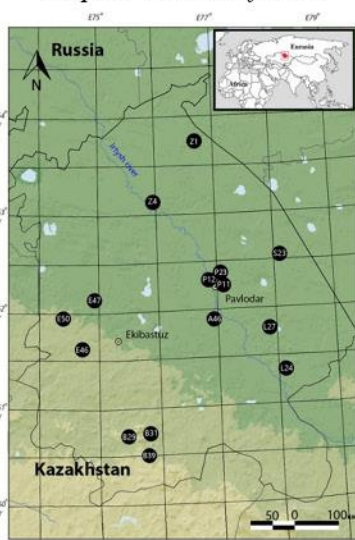 E75° E77° E79°
Russia
Eurasia
Africa
N
Irtysh river
Z1
Z4
S23
P23
P12
P11
Pavlodar
E47
E50
A46
L27
Ekibastuz
E46
L24
B31
B29
B39
Kazakhstan
50 0 100